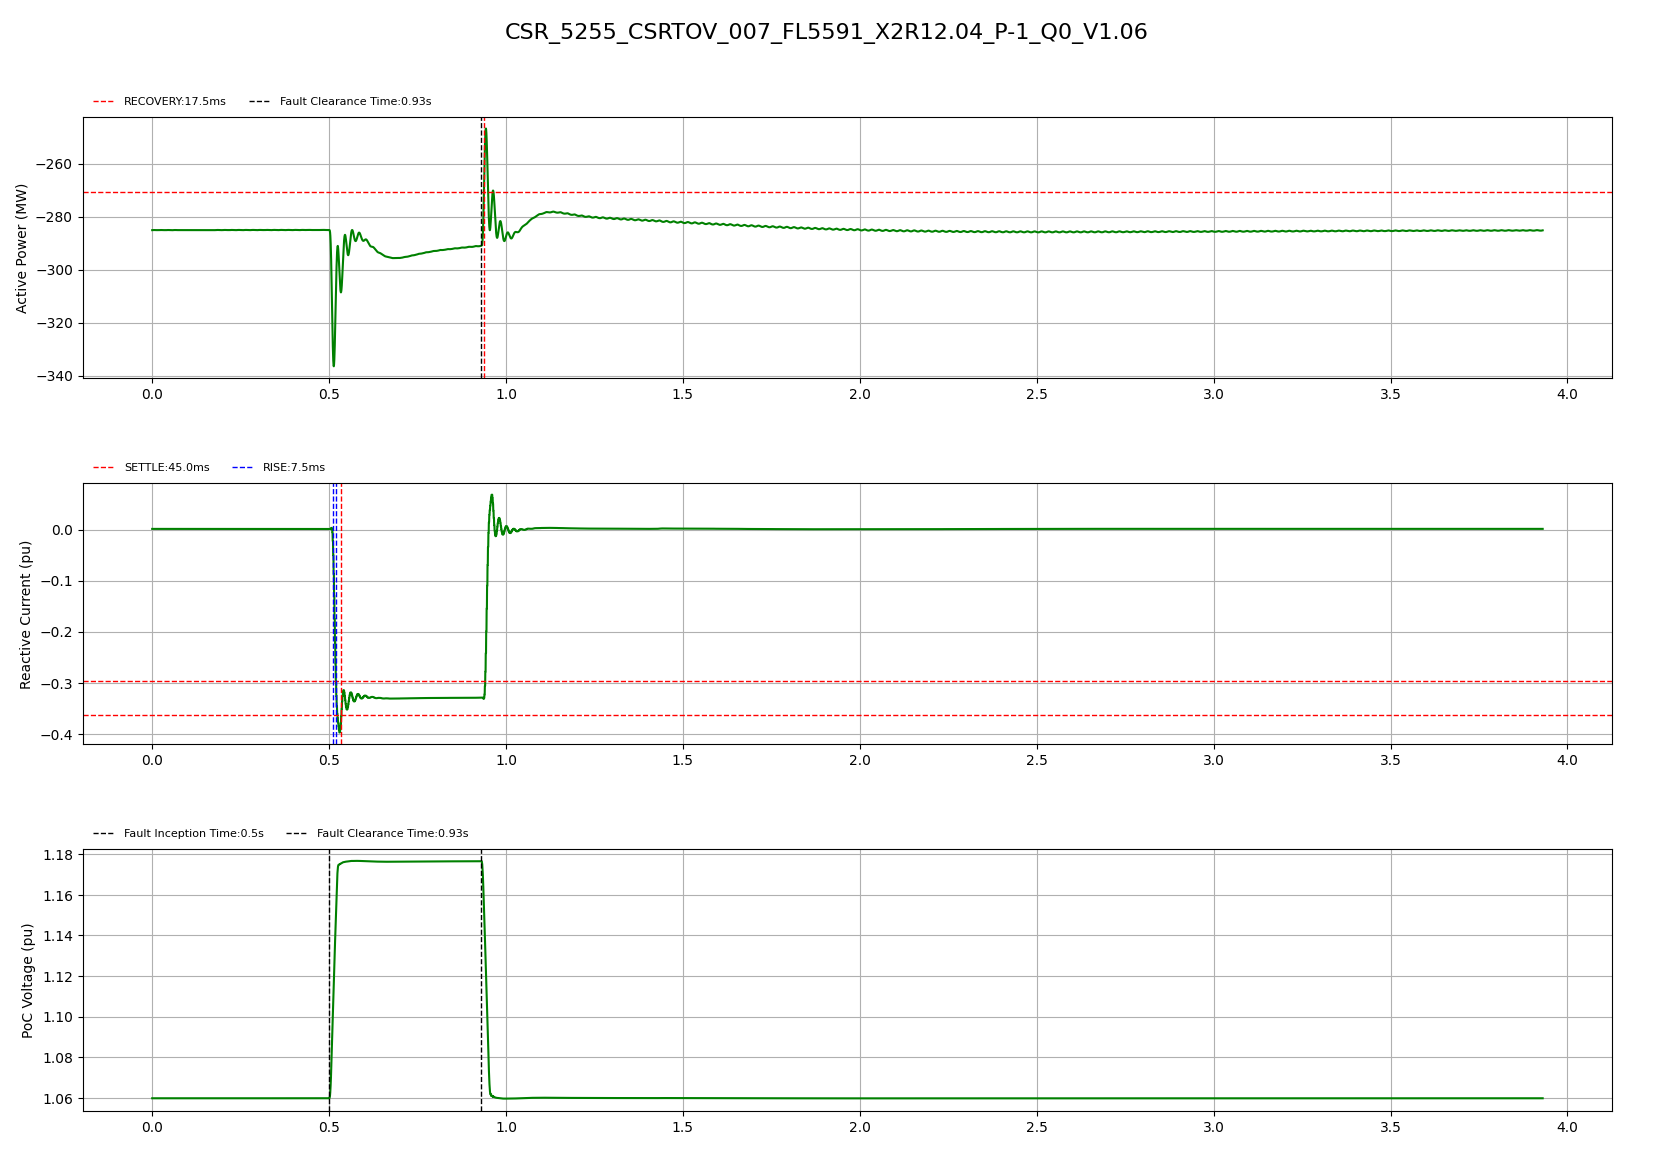 CSR_5255_CSRTOV_007_FL5591_X2R12.04_P-1_Q0_V1.06
RECOVERY:17.5ms Fault Clearance Time:0.93s
Active Power (MW)
−260
−280
−300
−320
−340
0.0 0.5 1.0 1.5 2.0 2.5 3.0 3.5 4.0
SETTLE:45.0ms RISE:7.5ms
Reactive Current (pu)
0.0
−0.1
−0.2
−0.3
−0.4
0.0 0.5 1.0 1.5 2.0 2.5 3.0 3.5 4.0
Fault Inception Time:0.5s Fault Clearance Time:0.93s
PoC Voltage (pu)
1.18
1.16
1.14
1.12
1.10
1.08
1.06
0.0 0.5 1.0 1.5 2.0 2.5 3.0 3.5 4.0